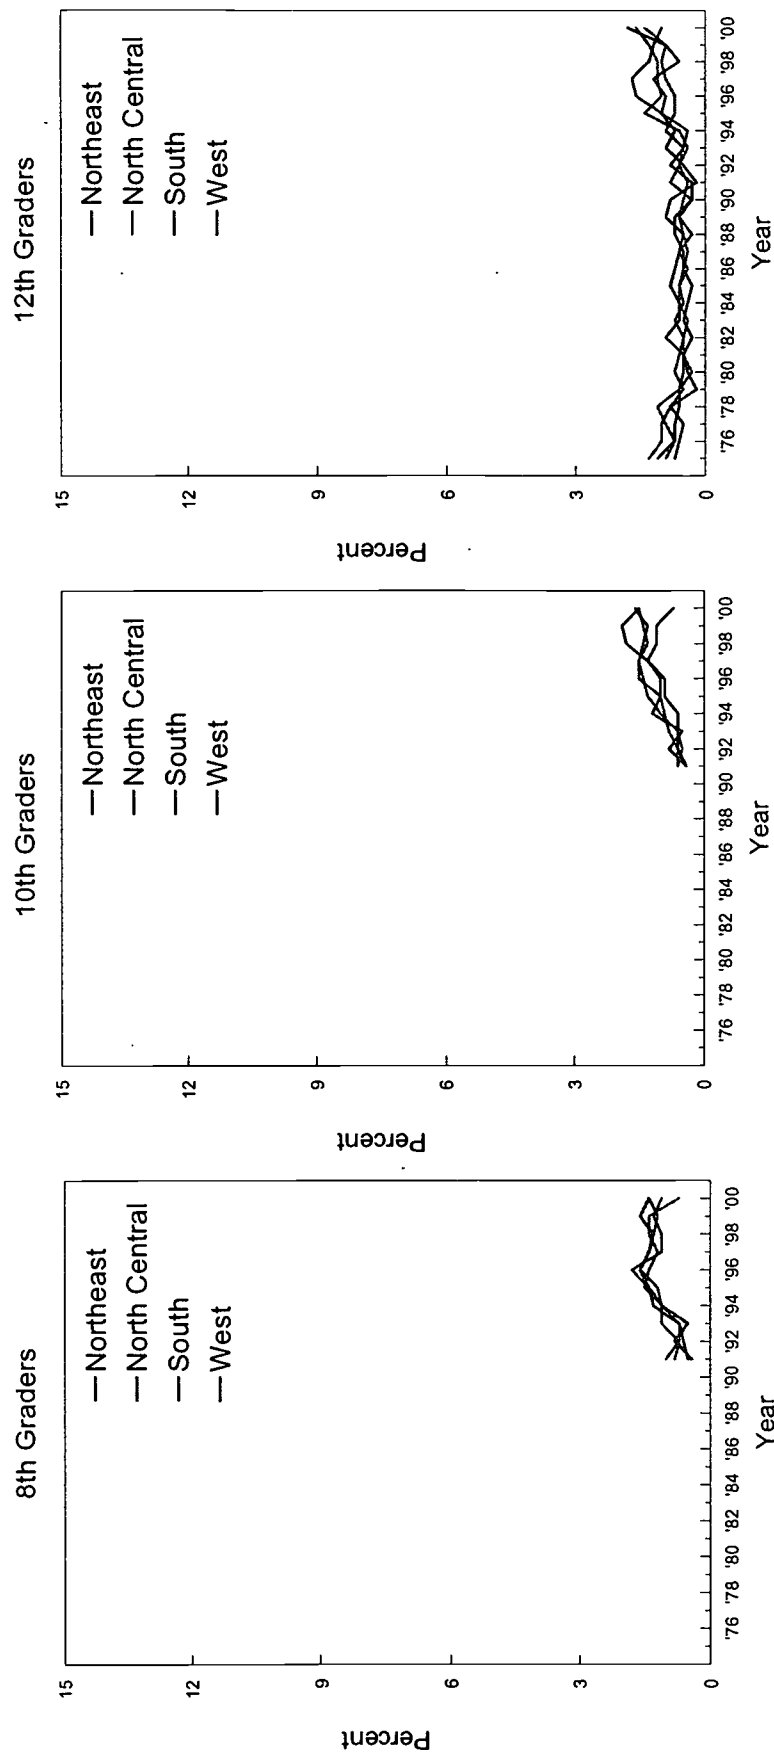 8th Graders
Northeast
North Central
South
West
Percent
15
12
9
6
3
0
'76 '78 '80 '82 '84 '86 '88 '90 '92 '94 '96 '98 '00
Year
10th Graders
Northeast
North Central
South
West
Percent
15
12
9
6
3
0
'76 '78 '80 '82 '84 '86 '88 '90 '92 '94 '96 '98 '00
Year
12th Graders
Northeast
North Central
South
West
Percent
15
12
9
6
3
0
'76 '78 '80 '82 '84 '86 '88 '90 '92 '94 '96 '98 '00
Year